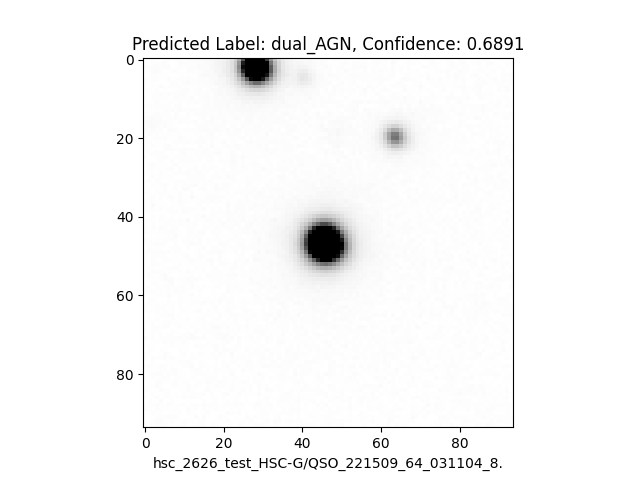 Predicted Label: dual_AGN, Confidence: 0.6891
0
20
40
60
80
0 20 40 60 80
hsc_2626_test_HSC-G/QSO_221509_64_031104_8.